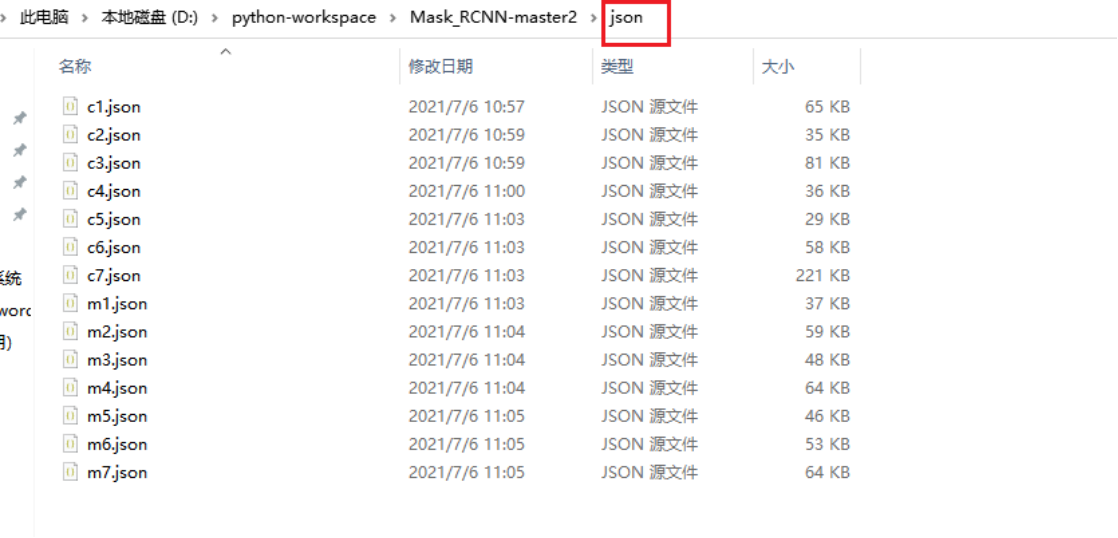 此电脑 > 本地磁盘 (D:) > python-workspace > Mask_RCNN-master2 > json
名称 修改日期 类型 大小
c1.json 2021/7/6 10:57 JSON 源文件 65 KB
c2.json 2021/7/6 10:59 JSON 源文件 35 KB
c3.json 2021/7/6 10:59 JSON 源文件 81 KB
c4.json 2021/7/6 11:00 JSON 源文件 36 KB
c5.json 2021/7/6 11:03 JSON 源文件 29 KB
c6.json 2021/7/6 11:03 JSON 源文件 58 KB
系统
c7.json 2021/7/6 11:03 JSON 源文件 221 KB
m1.json 2021/7/6 11:03 JSON 源文件 37 KB
m2.json 2021/7/6 11:04 JSON 源文件 59 KB
m3.json 2021/7/6 11:04 JSON 源文件 48 KB
m4.json 2021/7/6 11:04 JSON 源文件 64 KB
m5.json 2021/7/6 11:05 JSON 源文件 46 KB
m6.json 2021/7/6 11:05 JSON 源文件 53 KB
m7.json 2021/7/6 11:05 JSON 源文件 64 KB